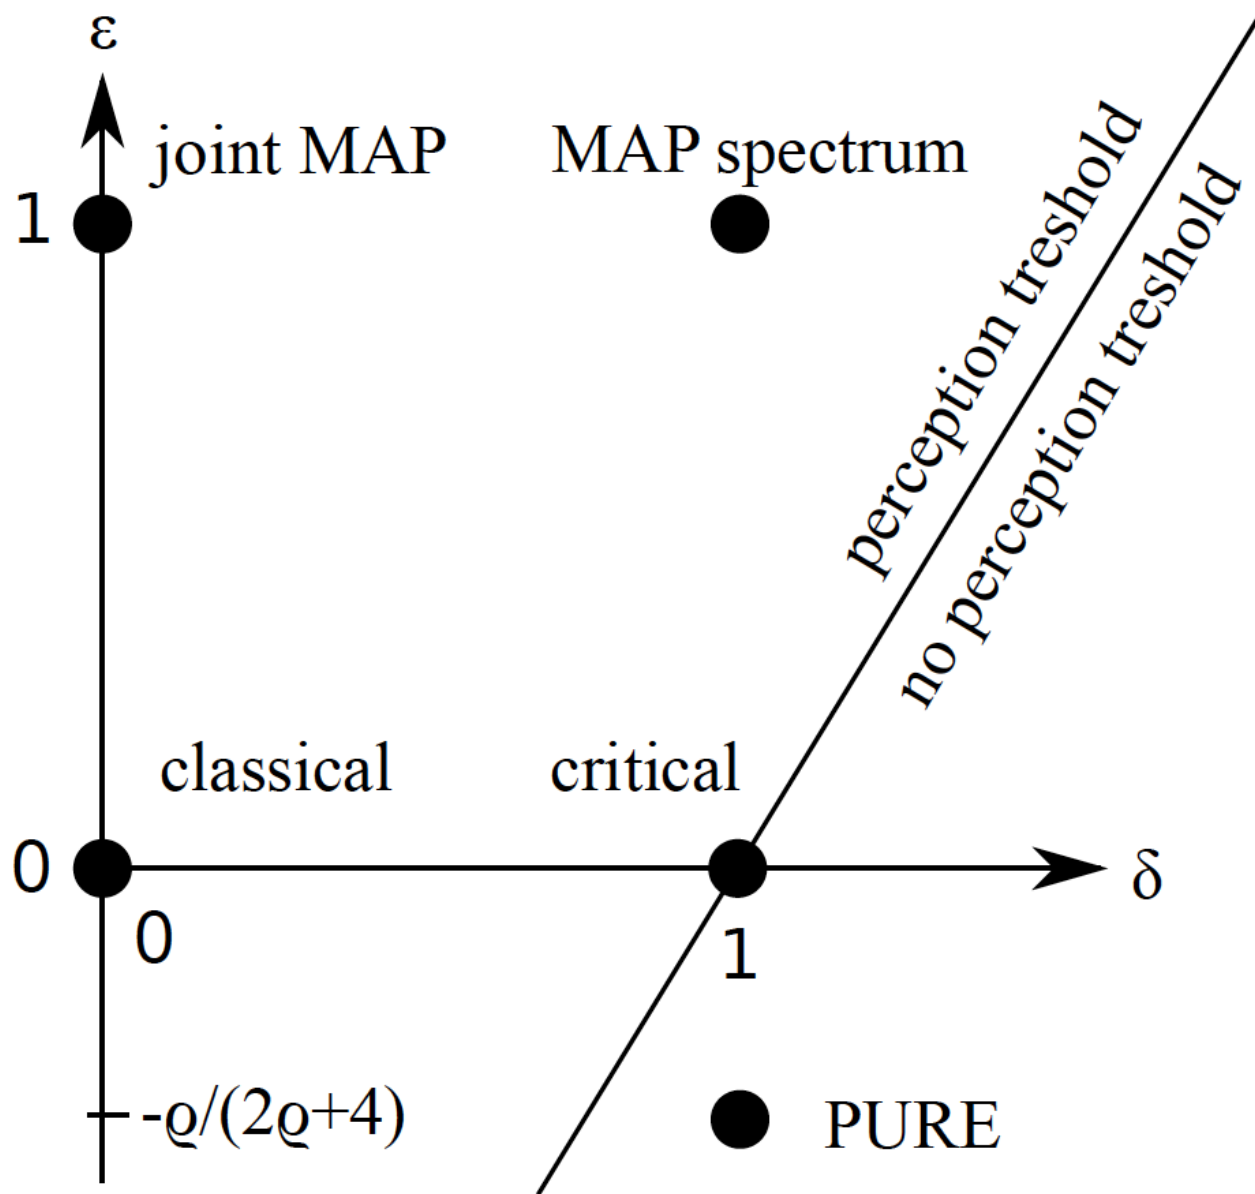 ε
joint MAP
MAP spectrum
1
perception treshold
no perception treshold
classical
critical
0
δ
0
1
-ϱ/(2ϱ+4)
PURE